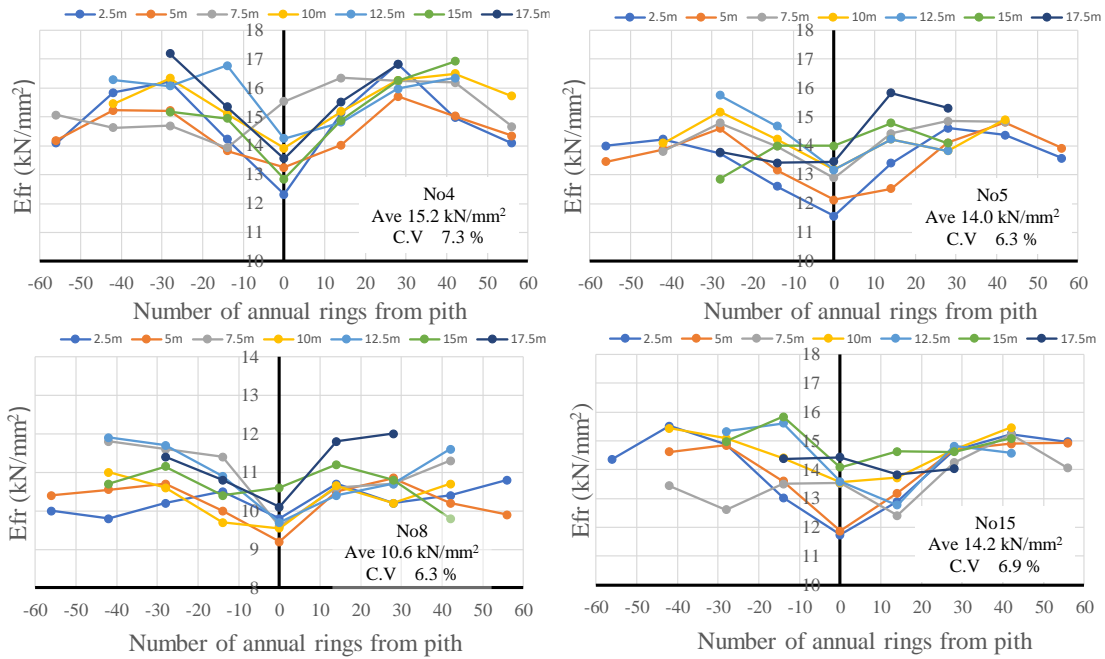 2.5m 5m 7.5m 10m 12.5m 15m 17.5m
18
17
16
15
14
13
12
11
10
Efr (kN/mm²)
No4
Ave 15.2 kN/mm²
C.V 7.3 %
-60 -50 -40 -30 -20 -10 0 10 20 30 40 50 60
Number of annual rings from pith
2.5m 5m 7.5m 10m 12.5m 15m 17.5m
18
17
16
15
14
13
12
11
10
Efr (kN/mm²)
No5
Ave 14.0 kN/mm²
C.V 6.3 %
-60 -50 -40 -30 -20 -10 0 10 20 30 40 50 60
Number of annual rings from pith
2.5m 5m 7.5m 10m 12.5m 15m 17.5m
14
13
12
11
10
9
8
Efr (kN/mm²)
No8
Ave 10.6 kN/mm²
C.V 6.3 %
-60 -50 -40 -30 -20 -10 0 10 20 30 40 50 60
Number of annual rings from pith
2.5m 5m 7.5m 10m 12.5m 15m 17.5m
18
17
16
15
14
13
12
11
10
Efr (kN/mm²)
No15
Ave 14.2 kN/mm²
C.V 6.9 %
-60 -50 -40 -30 -20 -10 0 10 20 30 40 50 60
Number of annual rings from pith